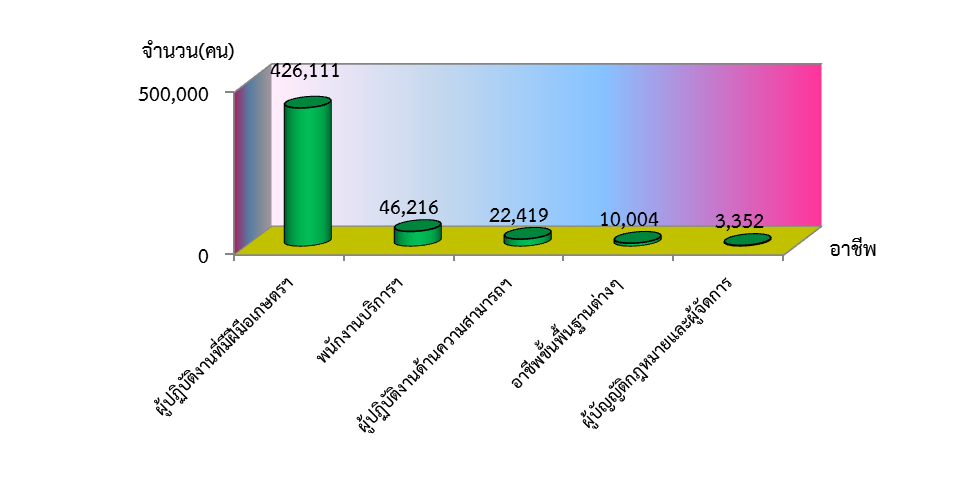 จำนวน(คน)
426,111
500,000
46,216
22,419
10,004
3,352
0
อาชีพ
ผู้ปฏิบัติงานที่มีฝีมือเกษตรฯ
พนักงานบริการฯ
ผู้ปฏิบัติงานด้านความสามารถฯ
อาชีพขั้นพื้นฐานต่างๆ
ผู้บัญญัติกฎหมายและผู้จัดการ